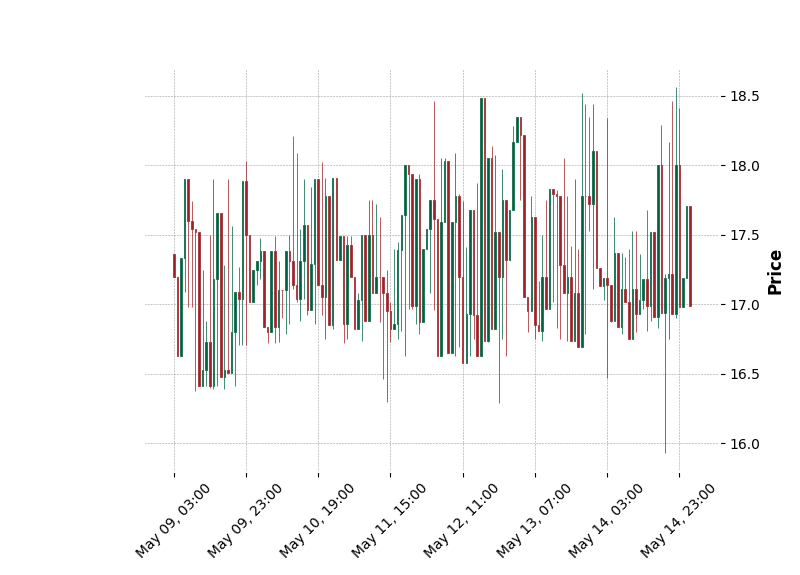 18.5
18.0
17.5
17.0
16.5
16.0
Price
May 09, 03:00
May 09, 23:00
May 10, 19:00
May 11, 15:00
May 12, 11:00
May 13, 07:00
May 14, 03:00
May 14, 23:00